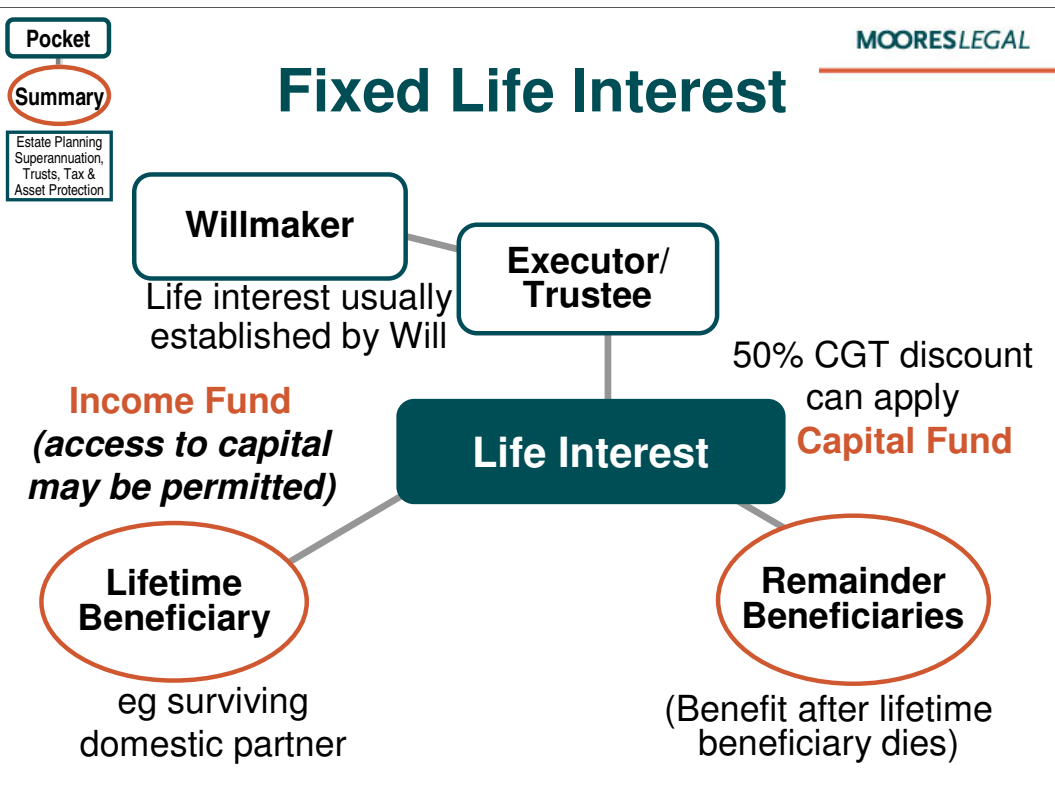 Pocket
MOORESLEGAL
Summary
Fixed Life Interest
Estate Planning
Superannuation,
Trusts, Tax &
Asset Protection
Willmaker
Executor/
Trustee
Life interest usually
established by Will
50% CGT discount
can apply
Income Fund
(access to capital
may be permitted)
Life Interest
Capital Fund
Lifetime
Beneficiary
Remainder
Beneficiaries
eg surviving
domestic partner
(Benefit after lifetime
beneficiary dies)